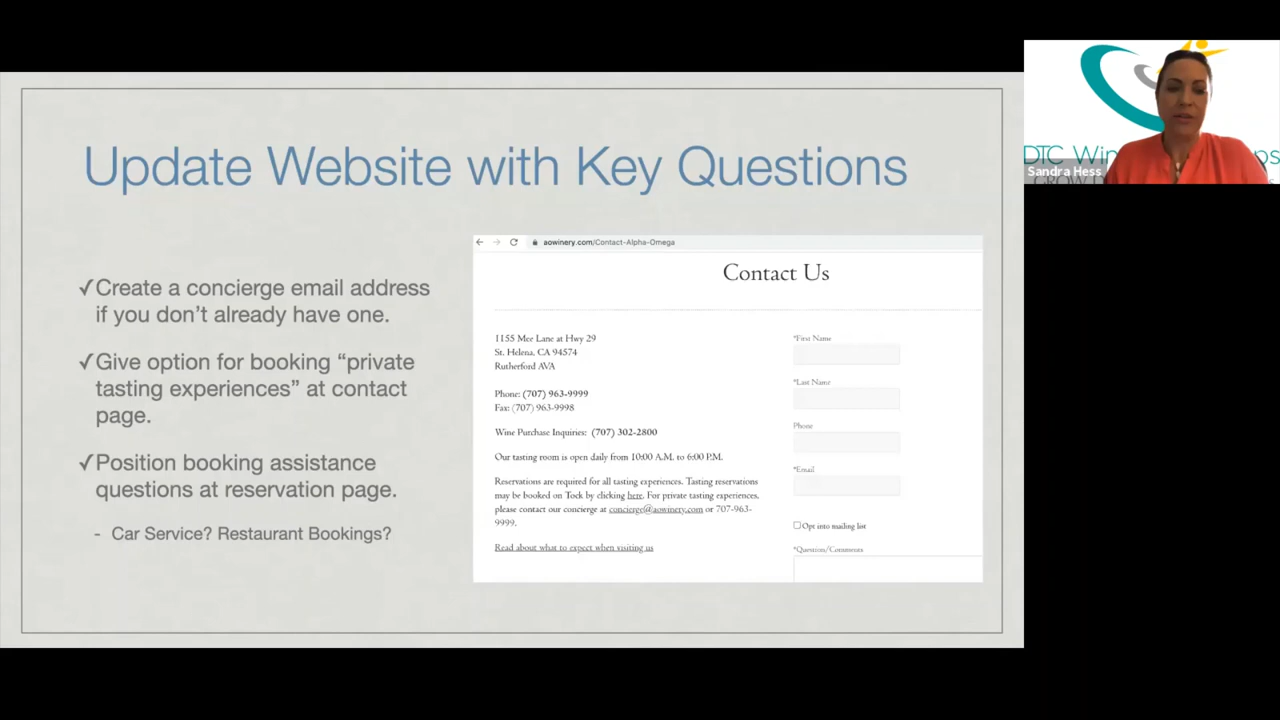 Update Website with Key Questions
✓Create a concierge email address
if you don’t already have one.
✓Give option for booking “private
tasting experiences” at contact
page.
✓Position booking assistance
questions at reservation page.
- Car Service? Restaurant Bookings?
aowinery.com/Contact-Alpha-Omega
Contact Us
1155 Mee Lane at Hwy 29
St. Helena, CA 94574
Rutherford AVA
Phone: (707) 963-9999
Fax: (707) 963-9998
Wine Purchase Inquiries: (707) 302-2800
Our tasting room is open daily from 10:00 A.M. to 6:00 P.M.
Reservations are required for all tasting experiences. Tasting reservations
may be booked on Tock by clicking here. For private tasting experiences,
please contact our concierge at concierge@aowinery.com or 707-963-
9999.
Read about what to expect when visiting us
*First Name
*Last Name
Phone
*Email
Opt into mailing list
*Question/Comments
DTC
Sandra Hess